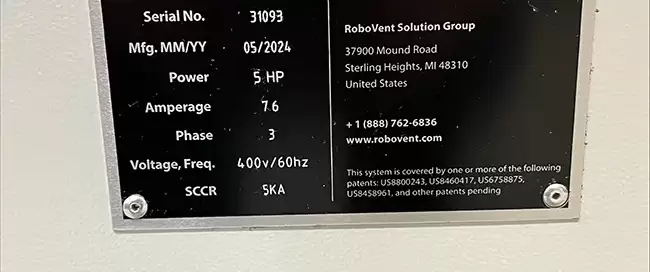 Serial No. 31093
Mfg. MM/YY 05/2024
Power 5 HP
Amperage 7.6
Phase 3
Voltage, Freq. 400v/60hz
SCCR 5KA
RoboVent Solution Group
37900 Mound Road
Sterling Heights, MI 48310
United States
+ 1 (888) 762-6836
www.robovent.com
This system is covered by one or more of the following
patents: US8800243, US8460417, US6758875,
US8458961, and other patents pending